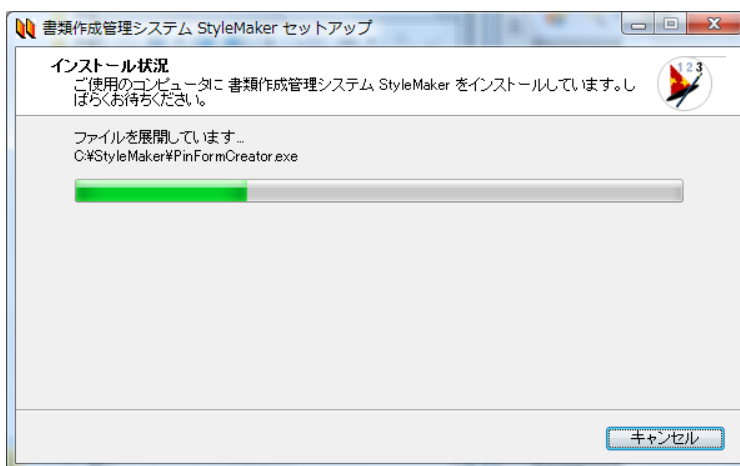 書類作成管理システム StyleMaker セットアップ
インストール状況
ご使用のコンピュータに 書類作成管理システム StyleMaker をインストールしています。し
ばらくお待ちください。
1 2 3
ファイルを展開しています...
C:¥StyleMaker¥PinFormCreator.exe
キャンセル